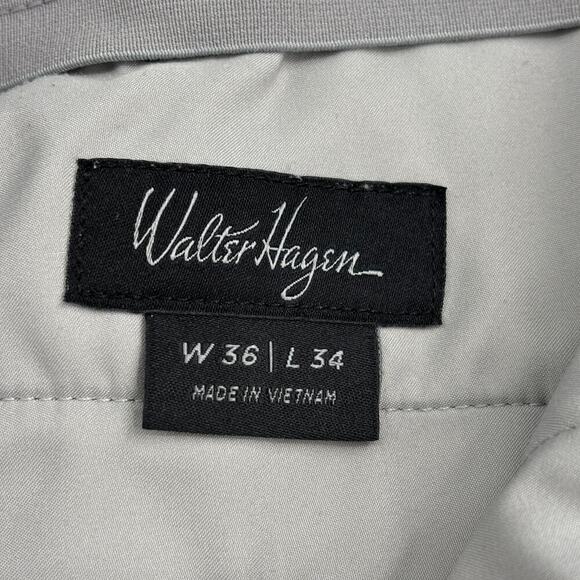 Walter Hagen
W 36 | L 34
MADE IN VIETNAM